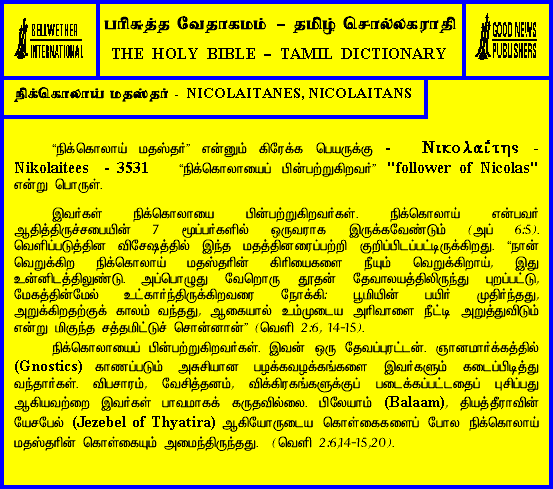 BELLWETHER
INTERNATIONAL
பரிசுத்த வேதாகமம் – தமிழ் சொல்லகராதி
THE HOLY BIBLE – TAMIL DICTIONARY
GOOD NEWS
PUBLISHERS
நிக்கொலாய் மதஸ்தர் - NICOLAITANES, NICOLAITANS
“நிக்கொலாய் மதஸ்தர்” என்னும் கிரேக்க பெயருக்கு - Νικολαΐτης -
Nikolaitees - 3531 “நிக்கொலாயைப் பின்பற்றுகிறவர்” "follower of Nicolas"
என்று பொருள்.
இவர்கள் நிக்கொலாயை பின்பற்றுகிறவர்கள். நிக்கொலாய் என்பவர்
ஆதித்திருச்சபையின் 7 மூப்பர்களில் ஒருவராக இருக்கவேண்டும் (அப் 6:5).
வெளிப்படுத்தின விசேஷத்தில் இந்த மதத்தினரைப்பற்றி குறிப்பிடப்பட்டிருக்கிறது. “நான்
வெறுக்கிற நிக்கொலாய் மதஸ்தரின் கிரியைகளை நீயும் வெறுக்கிறாய், இது
உன்னிடத்திலுண்டு. அப்பொழுது வேறொரு தூதன் தேவாலயத்திலிருந்து புறப்பட்டு,
மேகத்தின்மேல் உட்கார்ந்திருக்கிறவரை நோக்கி: பூமியின் பயிர் முதிர்ந்தது,
அறுக்கிறதற்குக் காலம் வந்தது, ஆகையால் உம்முடைய அரிவாளை நீட்டி அறுத்துவிடும்
என்று மிகுந்த சத்தமிட்டுச் சொன்னான்” (வெளி 2:6, 14-15).
நிக்கொலாயைப் பின்பற்றுகிறவர்கள். இவன் ஒரு தேவப்புரட்டன். ஞானமார்க்கத்தில்
(Gnostics) காணப்படும் அசுசியான பழக்கவழக்கங்களை இவர்களும் கடைப்பிடித்து
வந்தார்கள். விபசாரம், வேசித்தனம், விக்கிரகங்களுக்குப் படைக்கப்பட்டதைப் புசிப்பது
ஆகியவற்றை இவர்கள் பாவமாகக் கருதவில்லை. பிலேயாம் (Balaam), தியத்தீராவின்
யேசபேல் (Jezebel of Thyatira) ஆகியோருடைய கொள்கைகளைப் போல நிக்கொலாய்
மதஸ்தரின் கொள்கையும் அமைந்திருந்தது. (வெளி 2:6,14-15,20).